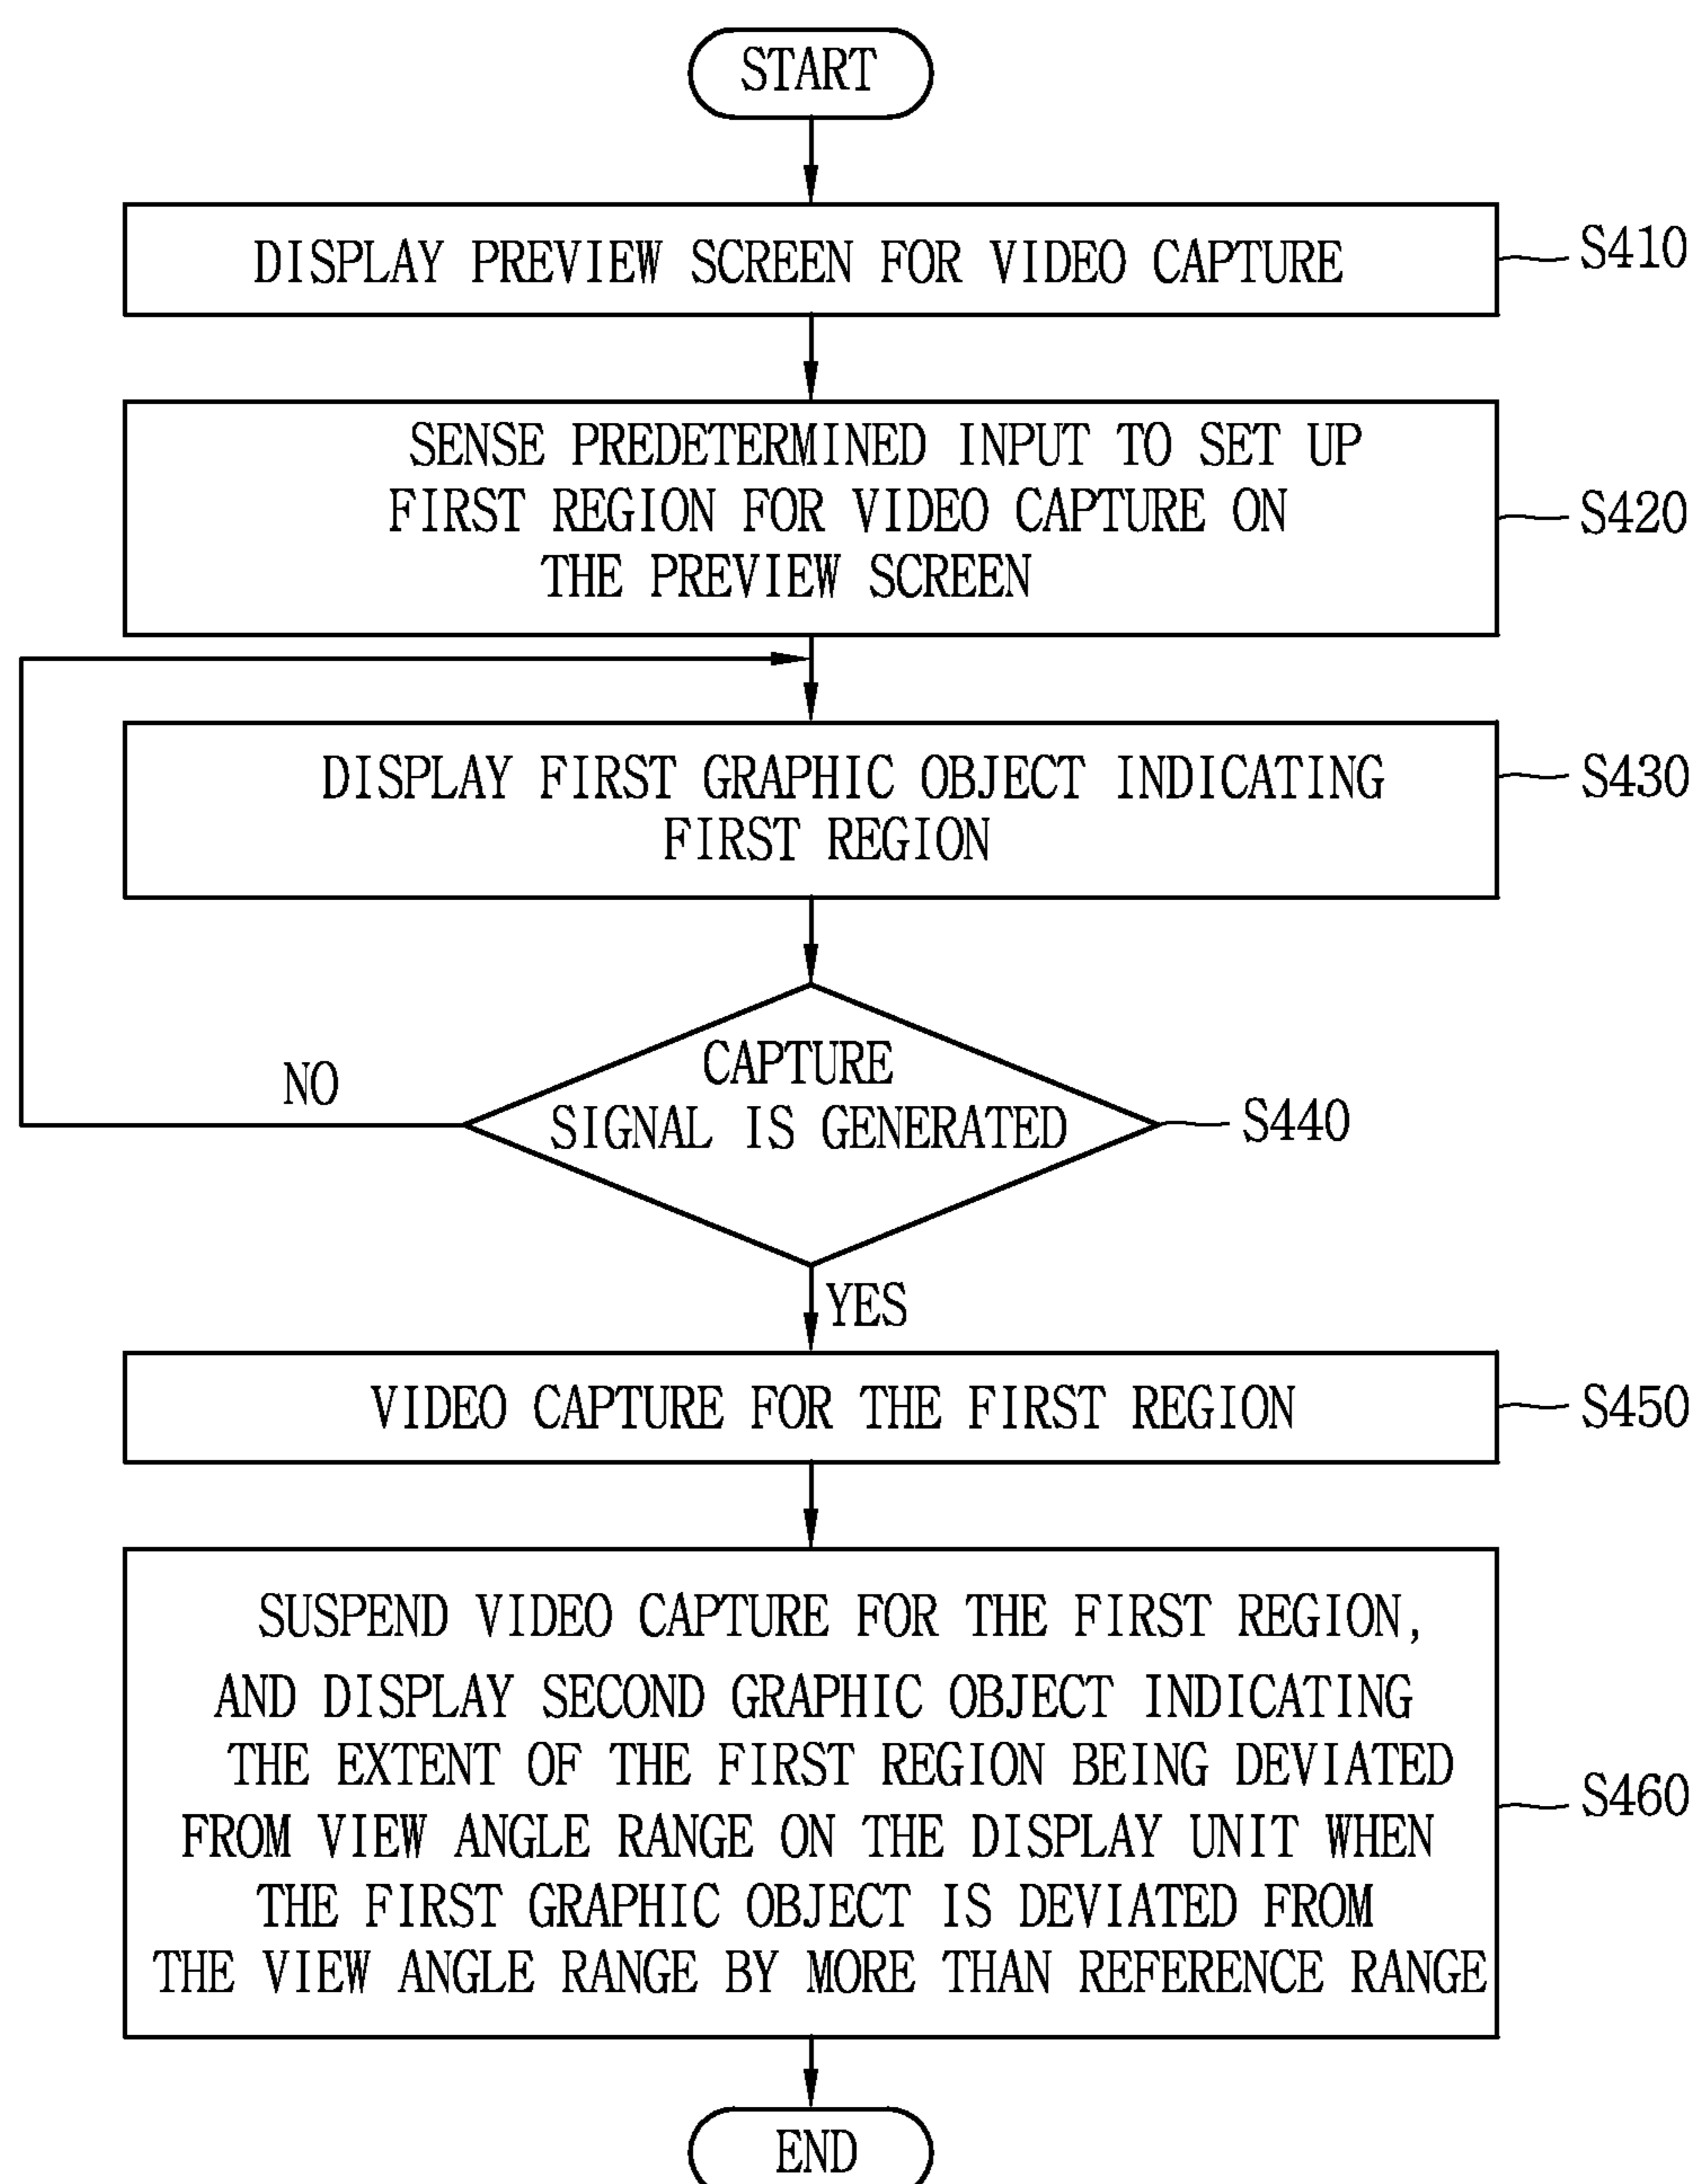 START
DISPLAY PREVIEW SCREEN FOR VIDEO CAPTURE
S410
SENSE PREDETERMINED INPUT TO SET UP
FIRST REGION FOR VIDEO CAPTURE ON
THE PREVIEW SCREEN
S420
DISPLAY FIRST GRAPHIC OBJECT INDICATING
FIRST REGION
S430
CAPTURE
SIGNAL IS GENERATED
S440
NO
YES
VIDEO CAPTURE FOR THE FIRST REGION
S450
SUSPEND VIDEO CAPTURE FOR THE FIRST REGION,
AND DISPLAY SECOND GRAPHIC OBJECT INDICATING
THE EXTENT OF THE FIRST REGION BEING DEVIATED
FROM VIEW ANGLE RANGE ON THE DISPLAY UNIT WHEN
THE FIRST GRAPHIC OBJECT IS DEVIATED FROM
THE VIEW ANGLE RANGE BY MORE THAN REFERENCE RANGE
S460
END